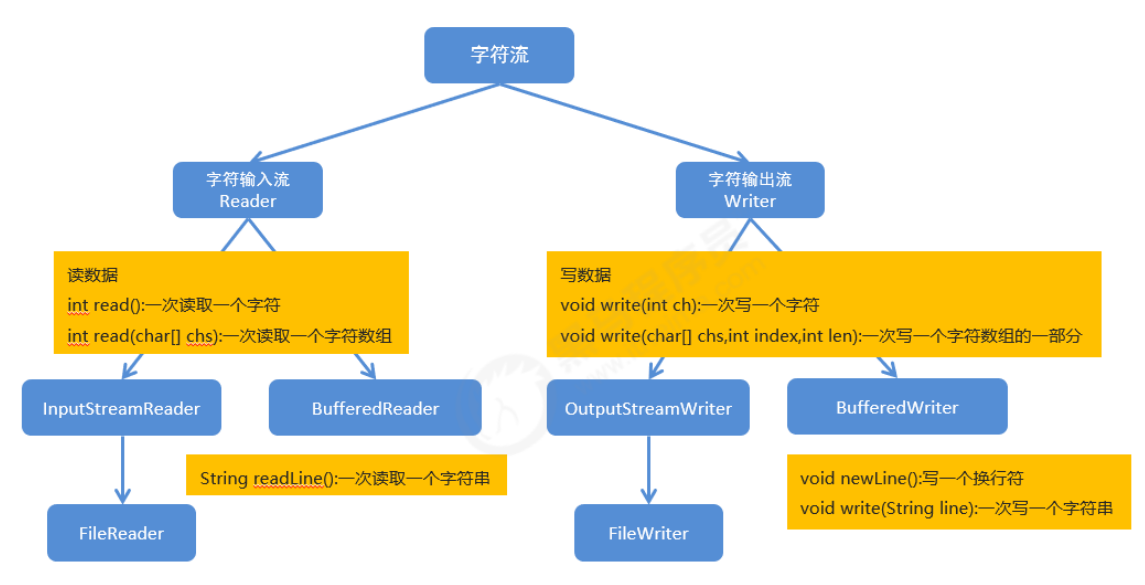 字符流
字符输入流
Reader
字符输出流
Writer
读数据
int read():一次读取一个字符
int read(char[] chs):一次读取一个字符数组
写数据
void write(int ch):一次写一个字符
void write(char[] chs,int index,int len):一次写一个字符数组的一部分
InputStreamReader
BufferedReader
OutputStreamWriter
BufferedWriter
String readLine():一次读取一个字符串
void newLine():写一个换行符
void write(String line):一次写一个字符串
FileReader
FileWriter